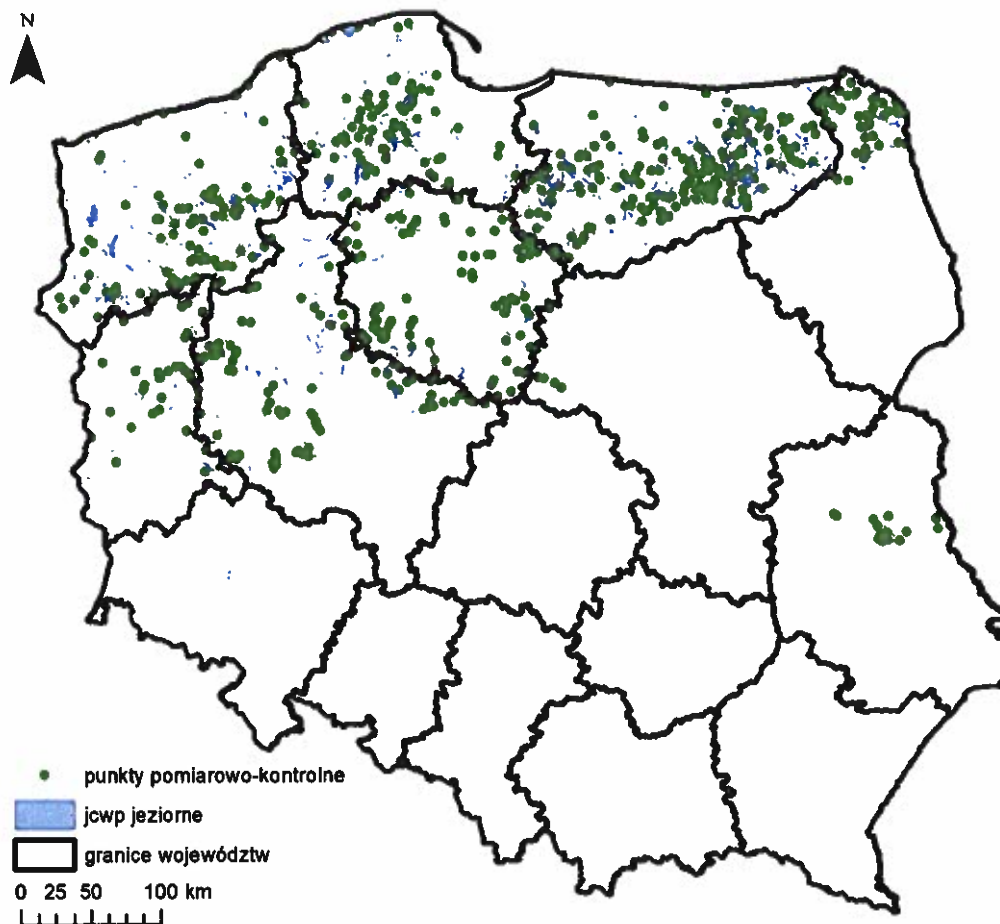 N
punkty pomiarowo-kontrolne
jcwp jeziorne
granice województw
0 25 50 100 km